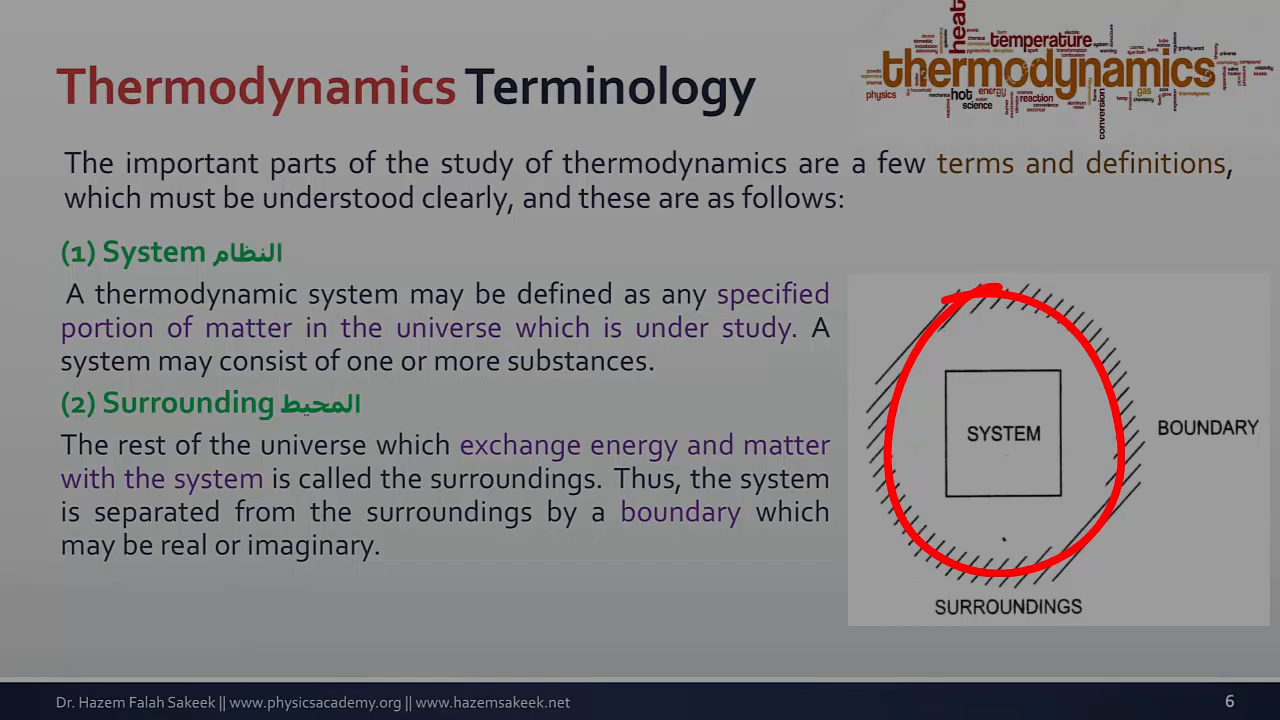 heat
temperature
thermodynamics
physics
hot
energy
science
reaction
conversion
gas
chemistry
Thermodynamics Terminology
The important parts of the study of thermodynamics are a few terms and definitions,
which must be understood clearly, and these are as follows:
(1) System النظام
A thermodynamic system may be defined as any specified
portion of matter in the universe which is under study. A
system may consist of one or more substances.
(2) Surrounding المحيط
The rest of the universe which exchange energy and matter
with the system is called the surroundings. Thus, the system
is separated from the surroundings by a boundary which
may be real or imaginary.
SYSTEM
BOUNDARY
SURROUNDINGS
Dr. Hazem Falah Sakeek || www.physicsacademy.org || www.hazemsakeek.net
6